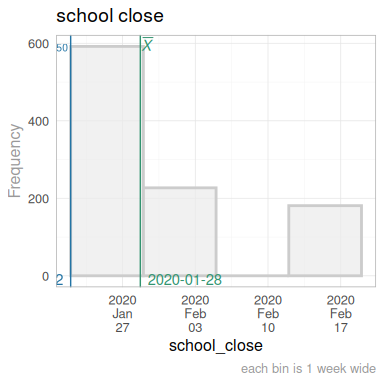 school close
600
400
200
0
Frequency
50
X
2
2020-01-28
2020
Jan
27
2020
Feb
03
2020
Feb
10
2020
Feb
17
school_close
each bin is 1 week wide